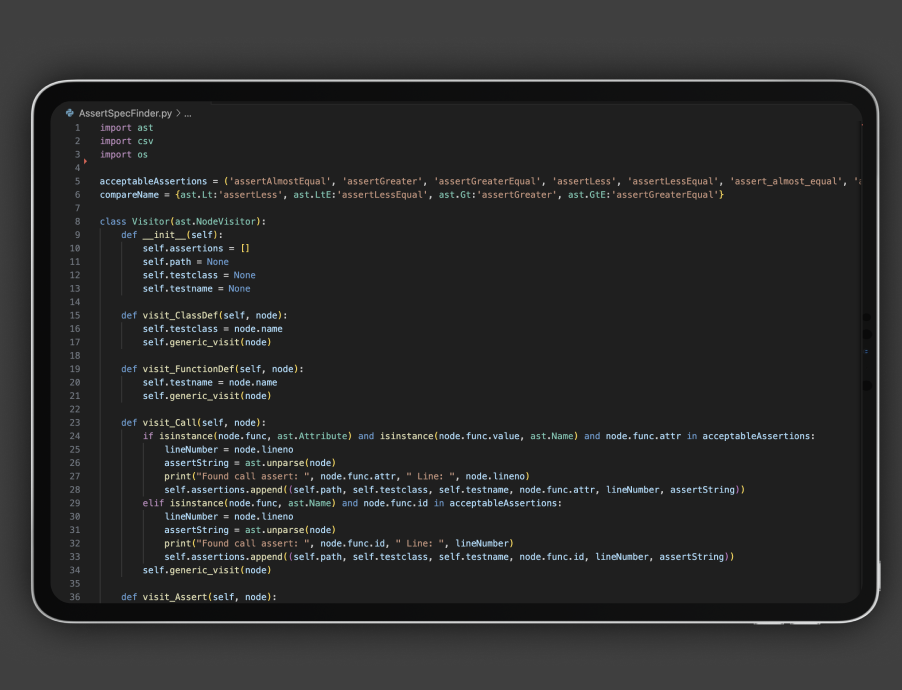 AssertSpecFinder.py > ...
1 import ast
2 import csv
3 import os
4
5 acceptableAssertions = ('assertAlmostEqual', 'assertGreater', 'assertGreaterEqual', 'assertLess', 'assertLessEqual', 'assert_almost_equal', '
6 compareName = {ast.Lt:'assertLess', ast.LtE:'assertLessEqual', ast.Gt:'assertGreater', ast.GtE:'assertGreaterEqual'}
7
8 class Visitor(ast.NodeVisitor):
9     def __init__(self):
10         self.assertions = []
11         self.path = None
12         self.testclass = None
13         self.testname = None
14
15     def visit_ClassDef(self, node):
16         self.testclass = node.name
17         self.generic_visit(node)
18
19     def visit_FunctionDef(self, node):
20         self.testname = node.name
21         self.generic_visit(node)
22
23     def visit_Call(self, node):
24         if isinstance(node.func, ast.Attribute) and isinstance(node.func.value, ast.Name) and node.func.attr in acceptableAssertions:
25             lineNumber = node.lineno
26             assertString = ast.unparse(node)
27             print("Found call assert: ", node.func.attr, " Line: ", node.lineno)
28             self.assertions.append((self.path, self.testclass, self.testname, node.func.attr, lineNumber, assertString))
29         elif isinstance(node.func, ast.Name) and node.func.id in acceptableAssertions:
30             lineNumber = node.lineno
31             assertString = ast.unparse(node)
32             print("Found call assert: ", node.func.id, " Line: ", lineNumber)
33             self.assertions.append((self.path, self.testclass, self.testname, node.func.id, lineNumber, assertString))
34         self.generic_visit(node)
35
36     def visit_Assert(self, node):